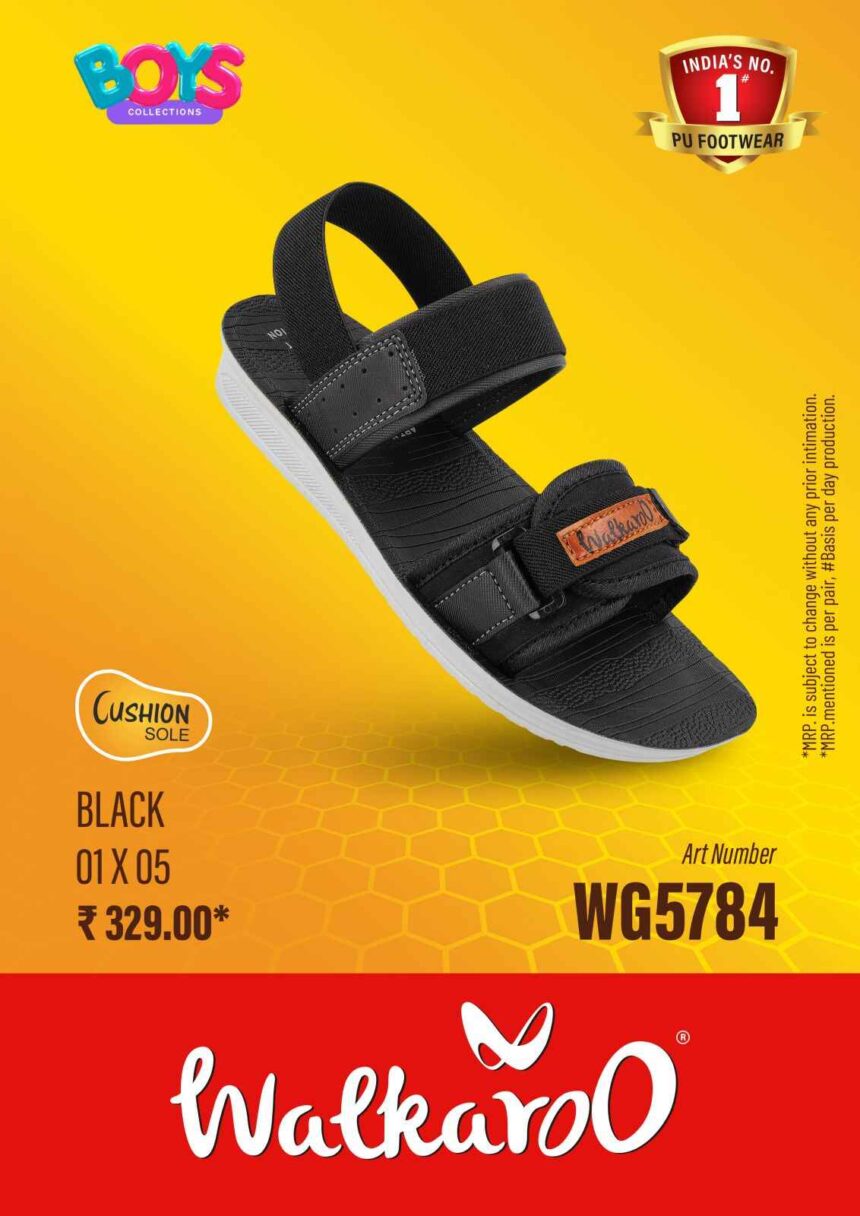 BOYS
COLLECTIONS
INDIA'S NO.
1#
PU FOOTWEAR
Walkaroo
*MRP. is subject to change without any prior intimation.
*MRP.mentioned is per pair, #Basis per day production.
CUSHION
SOLE
BLACK
01 X 05
₹ 329.00*
Art Number
WG5784
Walkaroo®